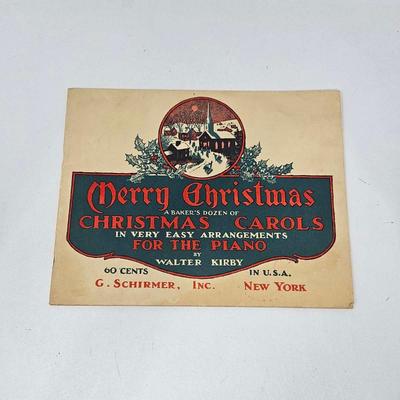 Merry Christmas
A BAKER'S DOZEN OF
CHRISTMAS CAROLS
IN VERY EASY ARRANGEMENTS
FOR THE PIANO
BY
WALTER KIRBY
60 CENTS IN U.S.A.
G. SCHIRMER, INC. NEW YORK